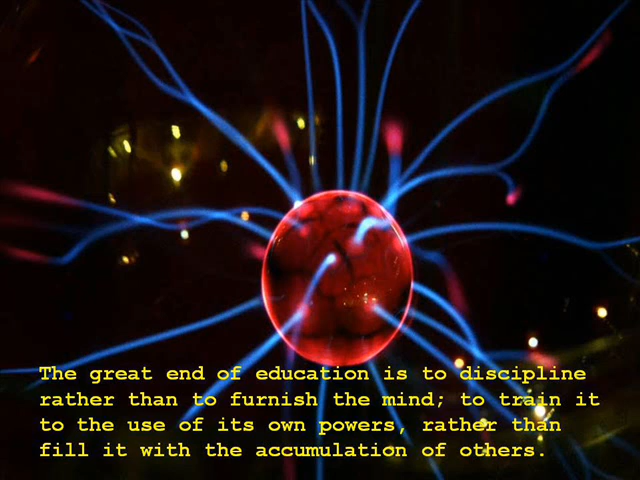 The great end of education is to discipline
rather than to furnish the mind; to train it
to the use of its own powers, rather than
fill it with the accumulation of others.